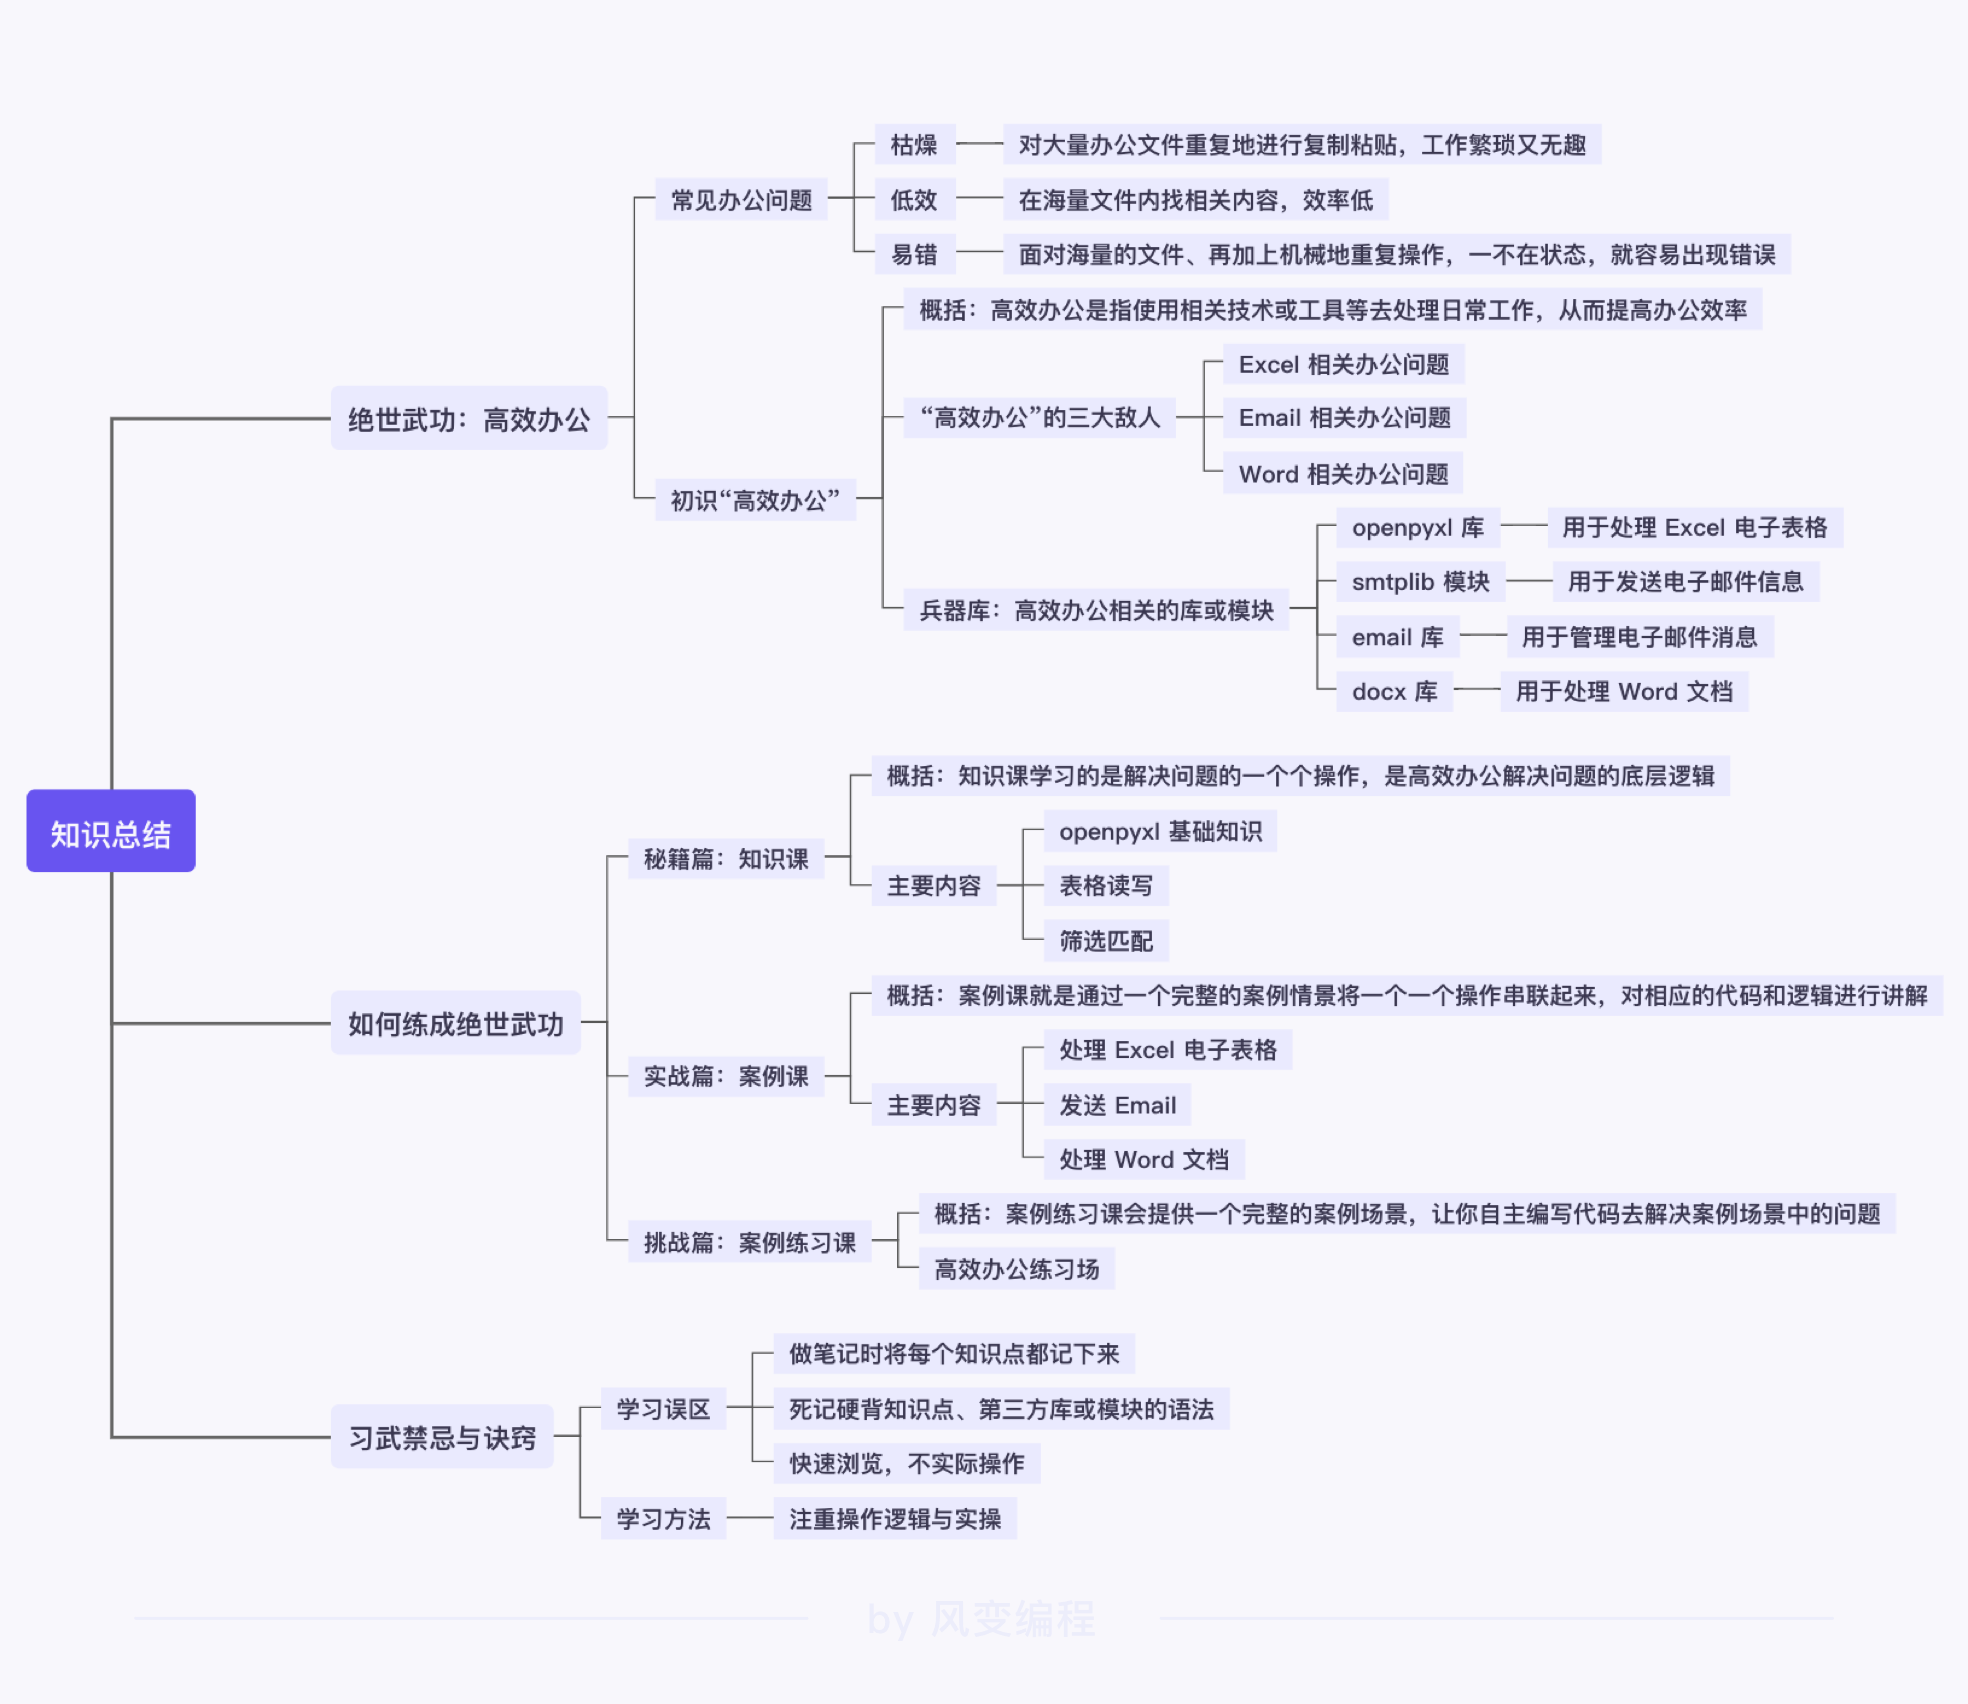 知识总结
绝世武功：高效办公
常见办公问题
枯燥
对大量办公文件重复地进行复制粘贴，工作繁琐又无趣
低效
在海量文件内找相关内容，效率低
易错
面对海量的文件、再加上机械地重复操作，一不在状态，就容易出现错误
初识“高效办公”
概括：高效办公是指使用相关技术或工具等去处理日常工作，从而提高办公效率
“高效办公”的三大敌人
Excel 相关办公问题
Email 相关办公问题
Word 相关办公问题
兵器库：高效办公相关的库或模块
openpyxl 库
用于处理 Excel 电子表格
smtplib 模块
用于发送电子邮件信息
email 库
用于管理电子邮件消息
docx 库
用于处理 Word 文档
如何练成绝世武功
秘籍篇：知识课
概括：知识课学习的是解决问题的一个个操作，是高效办公解决问题的底层逻辑
主要内容
openpyxl 基础知识
表格读写
筛选匹配
实战篇：案例课
概括：案例课就是通过一个完整的案例情景将一个一个操作串联起来，对相应的代码和逻辑进行讲解
主要内容
处理 Excel 电子表格
发送 Email
处理 Word 文档
挑战篇：案例练习课
概括：案例练习课会提供一个完整的案例场景，让你自主编写代码去解决案例场景中的问题
高效办公练习场
习武禁忌与诀窍
学习误区
做笔记时将每个知识点都记下来
死记硬背知识点、第三方库或模块的语法
快速浏览，不实际操作
学习方法
注重操作逻辑与实操
by 风变编程